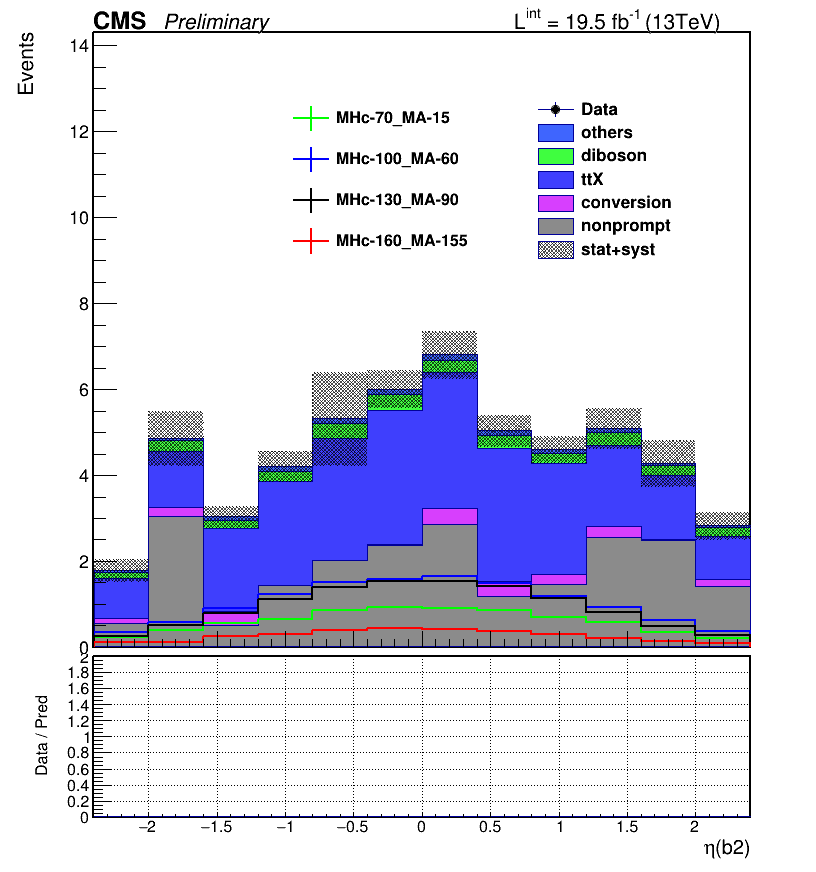 CMS Preliminary L^int = 19.5 fb^-1 (13TeV)
Events
14
12
10
8
6
4
2
0
MHc-70_MA-15
MHc-100_MA-60
MHc-130_MA-90
MHc-160_MA-155
Data
others
diboson
ttX
conversion
nonprompt
stat+syst
Data / Pred
2
1.8
1.6
1.4
1.2
1
0.8
0.6
0.4
0.2
0
−2 −1.5 −1 −0.5 0 0.5 1 1.5 2
η(b2)